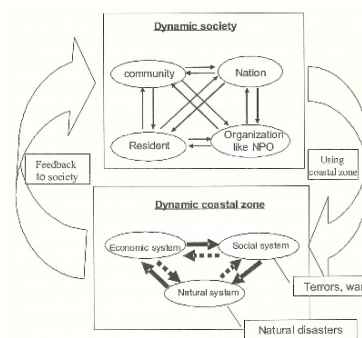 Dynamic society
community
Nation
Resident
Organization
like NPO
Feedback
to society
Using
coastal zone
Dynamic coastal zone
Economic system
Social system
Natural system
Terrors, war
Natural disasters